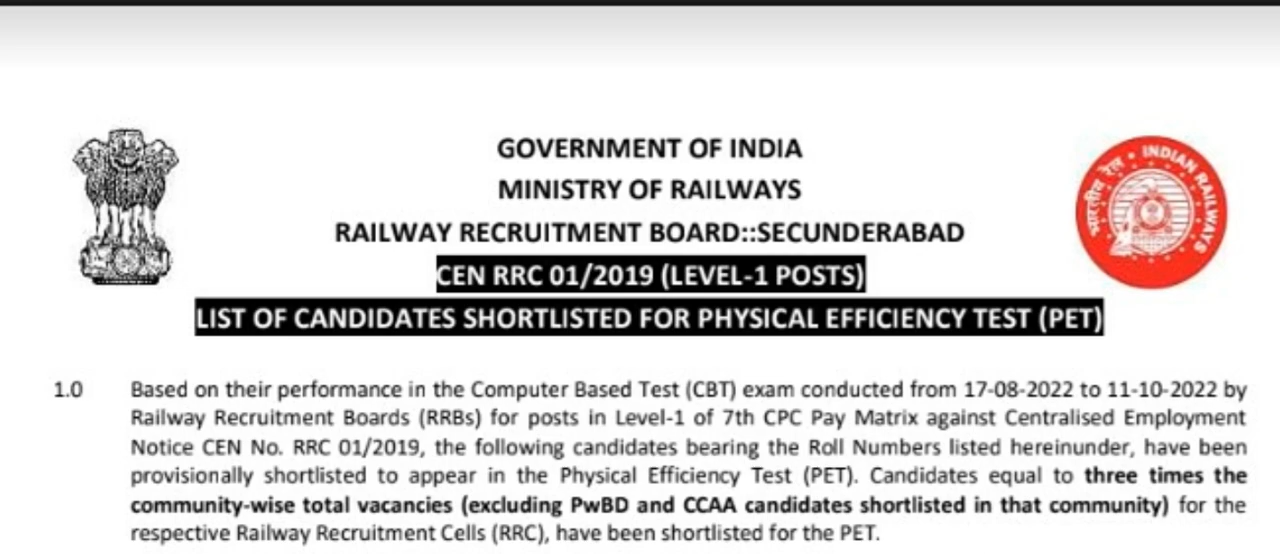 GOVERNMENT OF INDIA
MINISTRY OF RAILWAYS
RAILWAY RECRUITMENT BOARD::SECUNDERABAD
CEN RRC 01/2019 (LEVEL-1 POSTS)
LIST OF CANDIDATES SHORTLISTED FOR PHYSICAL EFFICIENCY TEST (PET)
भारतीय रेल • INDIAN RAILWAYS
1.0 Based on their performance in the Computer Based Test (CBT) exam conducted from 17-08-2022 to 11-10-2022 by
Railway Recruitment Boards (RRBs) for posts in Level-1 of 7th CPC Pay Matrix against Centralised Employment
Notice CEN No. RRC 01/2019, the following candidates bearing the Roll Numbers listed hereinunder, have been
provisionally shortlisted to appear in the Physical Efficiency Test (PET). Candidates equal to three times the
community-wise total vacancies (excluding PwBD and CCAA candidates shortlisted in that community) for the
respective Railway Recruitment Cells (RRC), have been shortlisted for the PET.